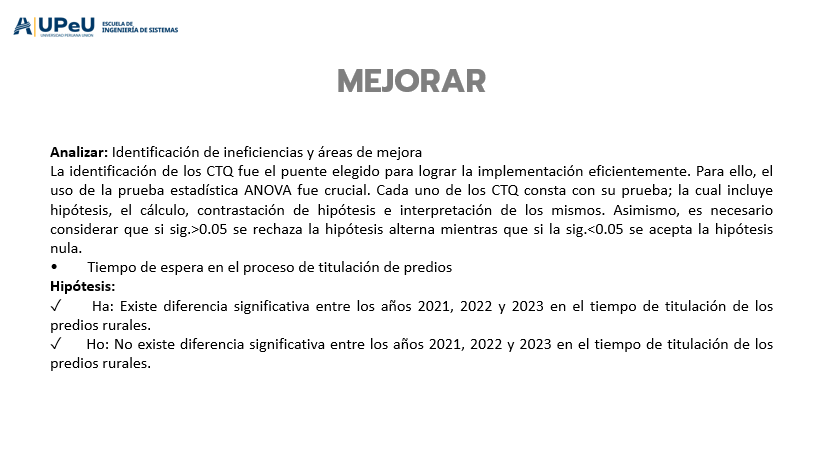 UPeU
UNIVERSIDAD PERUANA UNIÓN
ESCUELA DE
INGENIERÍA DE SISTEMAS
MEJORAR
Analizar: Identificación de ineficiencias y áreas de mejora
La identificación de los CTQ fue el puente elegido para lograr la implementación eficientemente. Para ello, el
uso de la prueba estadística ANOVA fue crucial. Cada uno de los CTQ consta con su prueba; la cual incluye
hipótesis, el cálculo, contrastación de hipótesis e interpretación de los mismos. Asimismo, es necesario
considerar que si sig.>0.05 se rechaza la hipótesis alterna mientras que si la sig.<0.05 se acepta la hipótesis
nula.
• Tiempo de espera en el proceso de titulación de predios
Hipótesis:
✓ Ha: Existe diferencia significativa entre los años 2021, 2022 y 2023 en el tiempo de titulación de los
predios rurales.
✓ Ho: No existe diferencia significativa entre los años 2021, 2022 y 2023 en el tiempo de titulación de los
predios rurales.